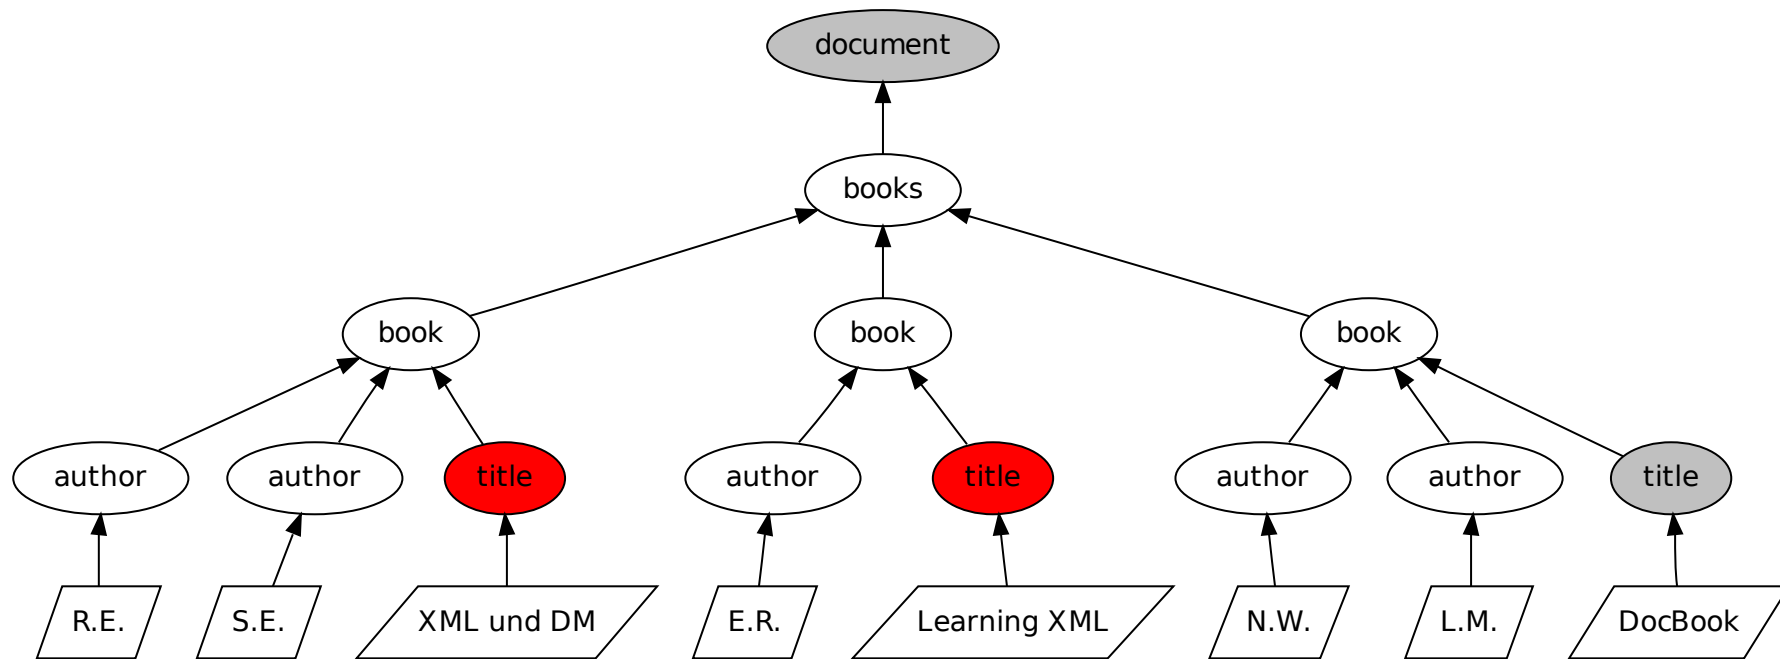 document
books
book
book
book
author
author
title
author
title
author
author
title
R.E.
S.E.
XML und DM
E.R.
Learning XML
N.W.
L.M.
DocBook